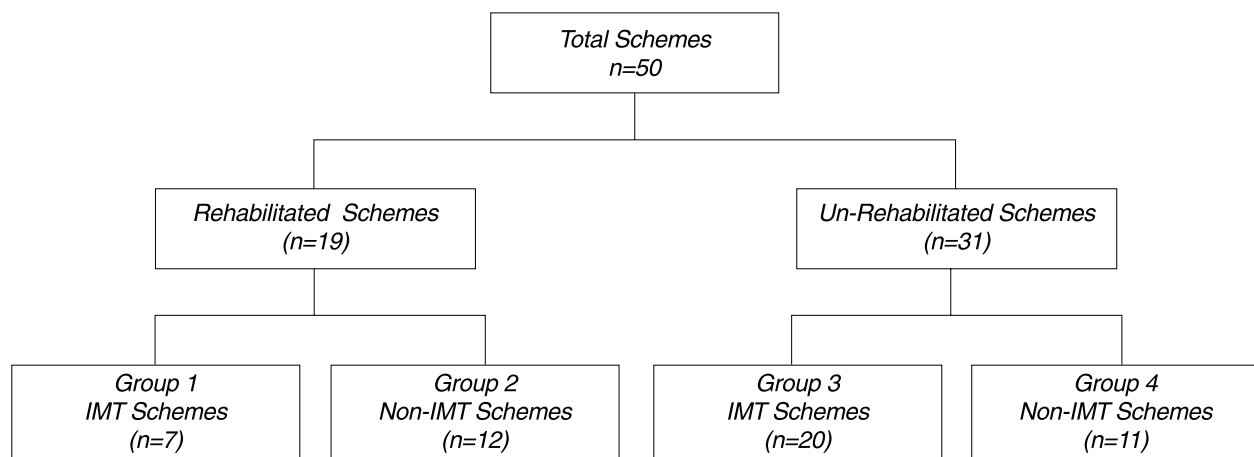 Total Schemes
n=50
Rehabilitated Schemes
(n=19)
Un-Rehabilitated Schemes
(n=31)
Group 1
IMT Schemes
(n=7)
Group 2
Non-IMT Schemes
(n=12)
Group 3
IMT Schemes
(n=20)
Group 4
Non-IMT Schemes
(n=11)